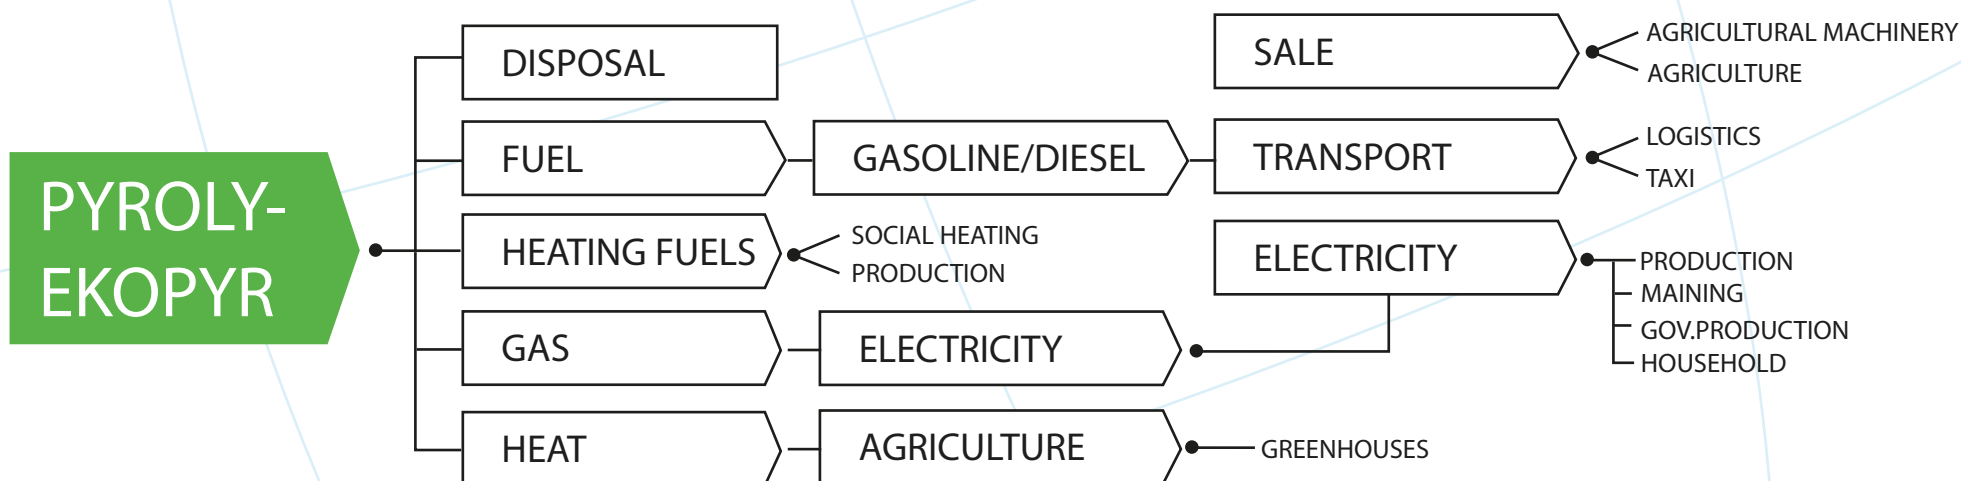 PYROLY-
EKOPYR
DISPOSAL
FUEL
HEATING FUELS
GAS
HEAT
GASOLINE/DIESEL
SOCIAL HEATING
PRODUCTION
ELECTRICITY
AGRICULTURE
GREENHOUSES
SALE
AGRICULTURAL MACHINERY
AGRICULTURE
TRANSPORT
LOGISTICS
TAXI
ELECTRICITY
PRODUCTION
MAINING
GOV.PRODUCTION
HOUSEHOLD